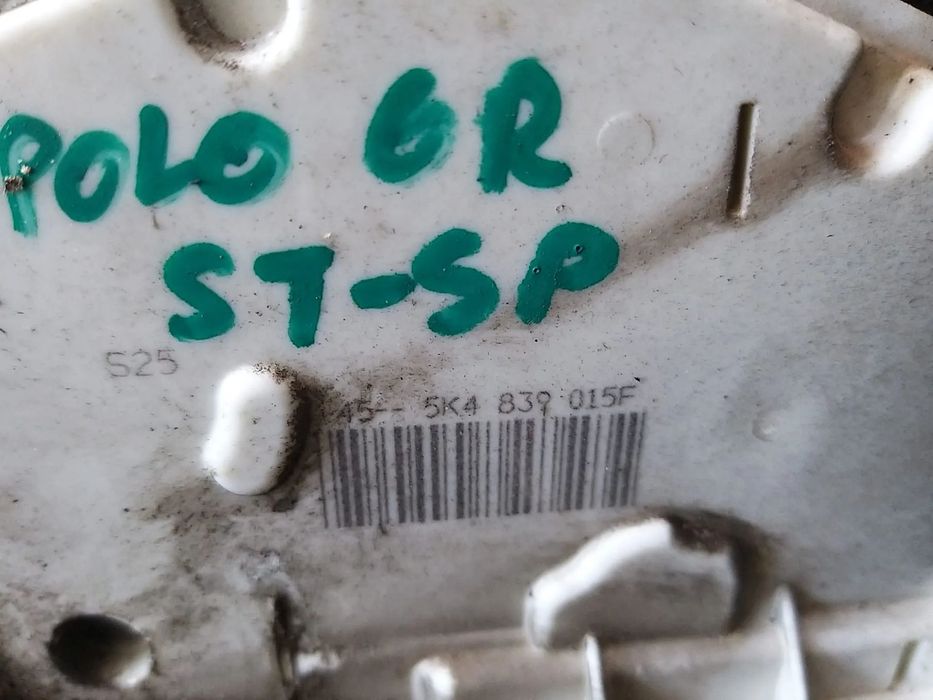 POLO 6R
ST-SP
S25
45-- 5K4 839 015F